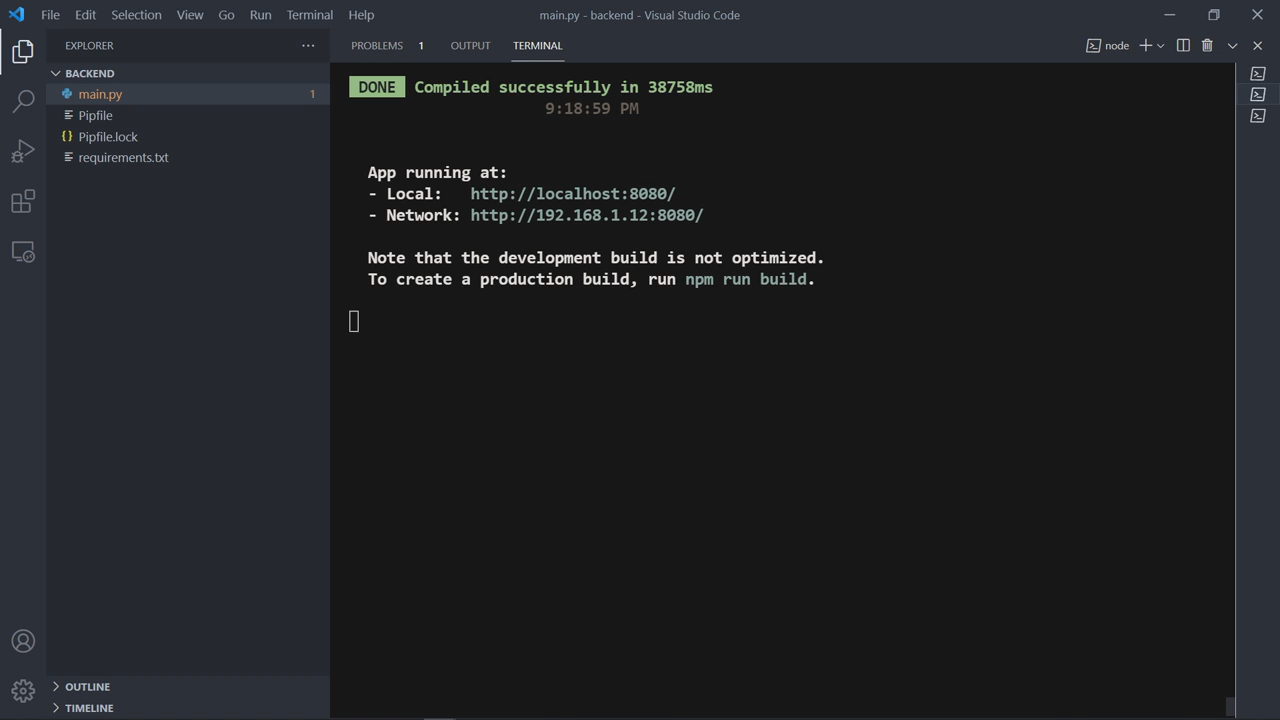 File Edit Selection View Go Run Terminal Help main.py - backend - Visual Studio Code
EXPLORER
PROBLEMS 1 OUTPUT TERMINAL
node
BACKEND
main.py 1
Pipfile
Pipfile.lock
requirements.txt
DONE Compiled successfully in 38758ms
9:18:59 PM
App running at:
- Local: http://localhost:8080/
- Network: http://192.168.1.12:8080/
Note that the development build is not optimized.
To create a production build, run npm run build.
OUTLINE
TIMELINE